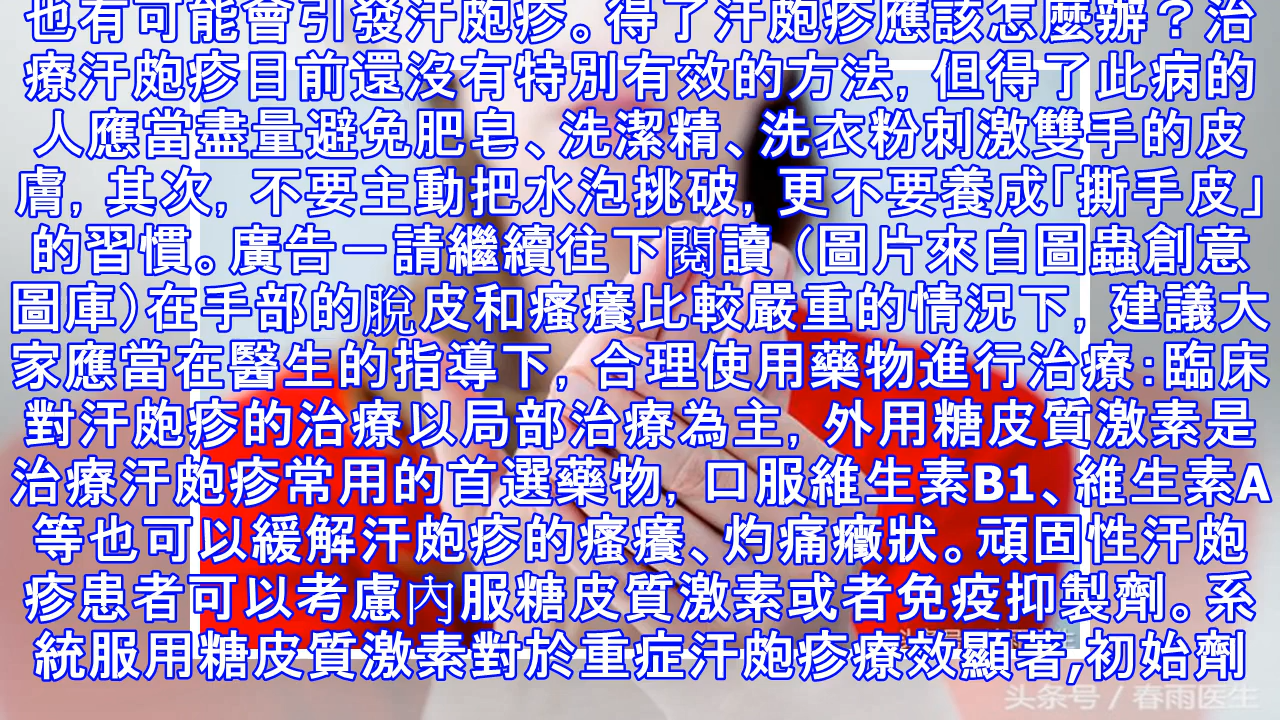 也有可能會引發汗皰疹。得了汗皰疹應該怎麼辦？治
療汗皰疹目前還沒有特別有效的方法, 但得了此病的
人應當盡量避免肥皂、洗潔精、洗衣粉刺激雙手的皮
膚, 其次, 不要主動把水泡挑破, 更不要養成「撕手皮」
的習慣。廣告－請繼續往下閱讀（圖片來自圖蟲創意
圖庫）在手部的脫皮和瘙癢比較嚴重的情況下, 建議大
家應當在醫生的指導下, 合理使用藥物進行治療:臨床
對汗皰疹的治療以局部治療為主, 外用糖皮質激素是
治療汗皰疹常用的首選藥物, 口服維生素B1、維生素A
等也可以緩解汗皰疹的瘙癢、灼痛癥狀。頑固性汗皰
疹患者可以考慮內服糖皮質激素或者免疫抑製劑。系
統服用糖皮質激素對於重症汗皰疹療效顯著,初始劑
头条号 / 春雨医生